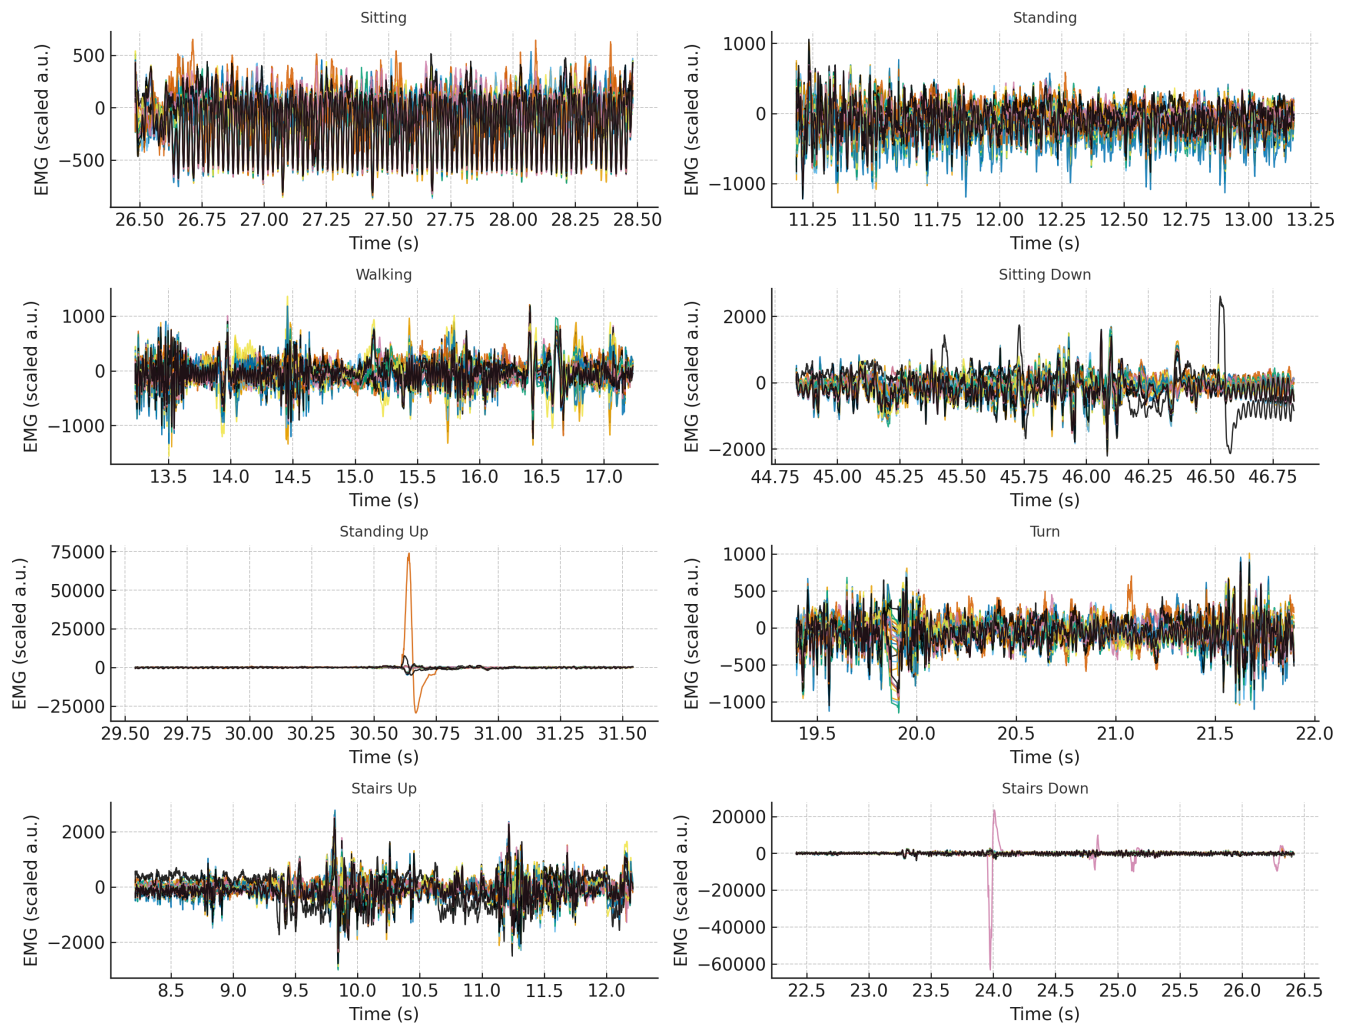 Sitting
EMG (scaled a.u.)
500
0
−500
26.50 26.75 27.00 27.25 27.50 27.75 28.00 28.25 28.50
Time (s)
Standing
EMG (scaled a.u.)
1000
0
−1000
11.25 11.50 11.75 12.00 12.25 12.50 12.75 13.00 13.25
Time (s)
Walking
EMG (scaled a.u.)
1000
0
−1000
13.5 14.0 14.5 15.0 15.5 16.0 16.5 17.0
Time (s)
Sitting Down
EMG (scaled a.u.)
2000
0
−2000
44.75 45.00 45.25 45.50 45.75 46.00 46.25 46.50 46.75
Time (s)
Standing Up
EMG (scaled a.u.)
75000
50000
25000
0
−25000
29.50 29.75 30.00 30.25 30.50 30.75 31.00 31.25 31.50
Time (s)
Turn
EMG (scaled a.u.)
1000
500
0
−500
−1000
19.5 20.0 20.5 21.0 21.5 22.0
Time (s)
Stairs Up
EMG (scaled a.u.)
2000
0
−2000
8.5 9.0 9.5 10.0 10.5 11.0 11.5 12.0
Time (s)
Stairs Down
EMG (scaled a.u.)
20000
0
−20000
−40000
−60000
22.5 23.0 23.5 24.0 24.5 25.0 25.5 26.0 26.5
Time (s)